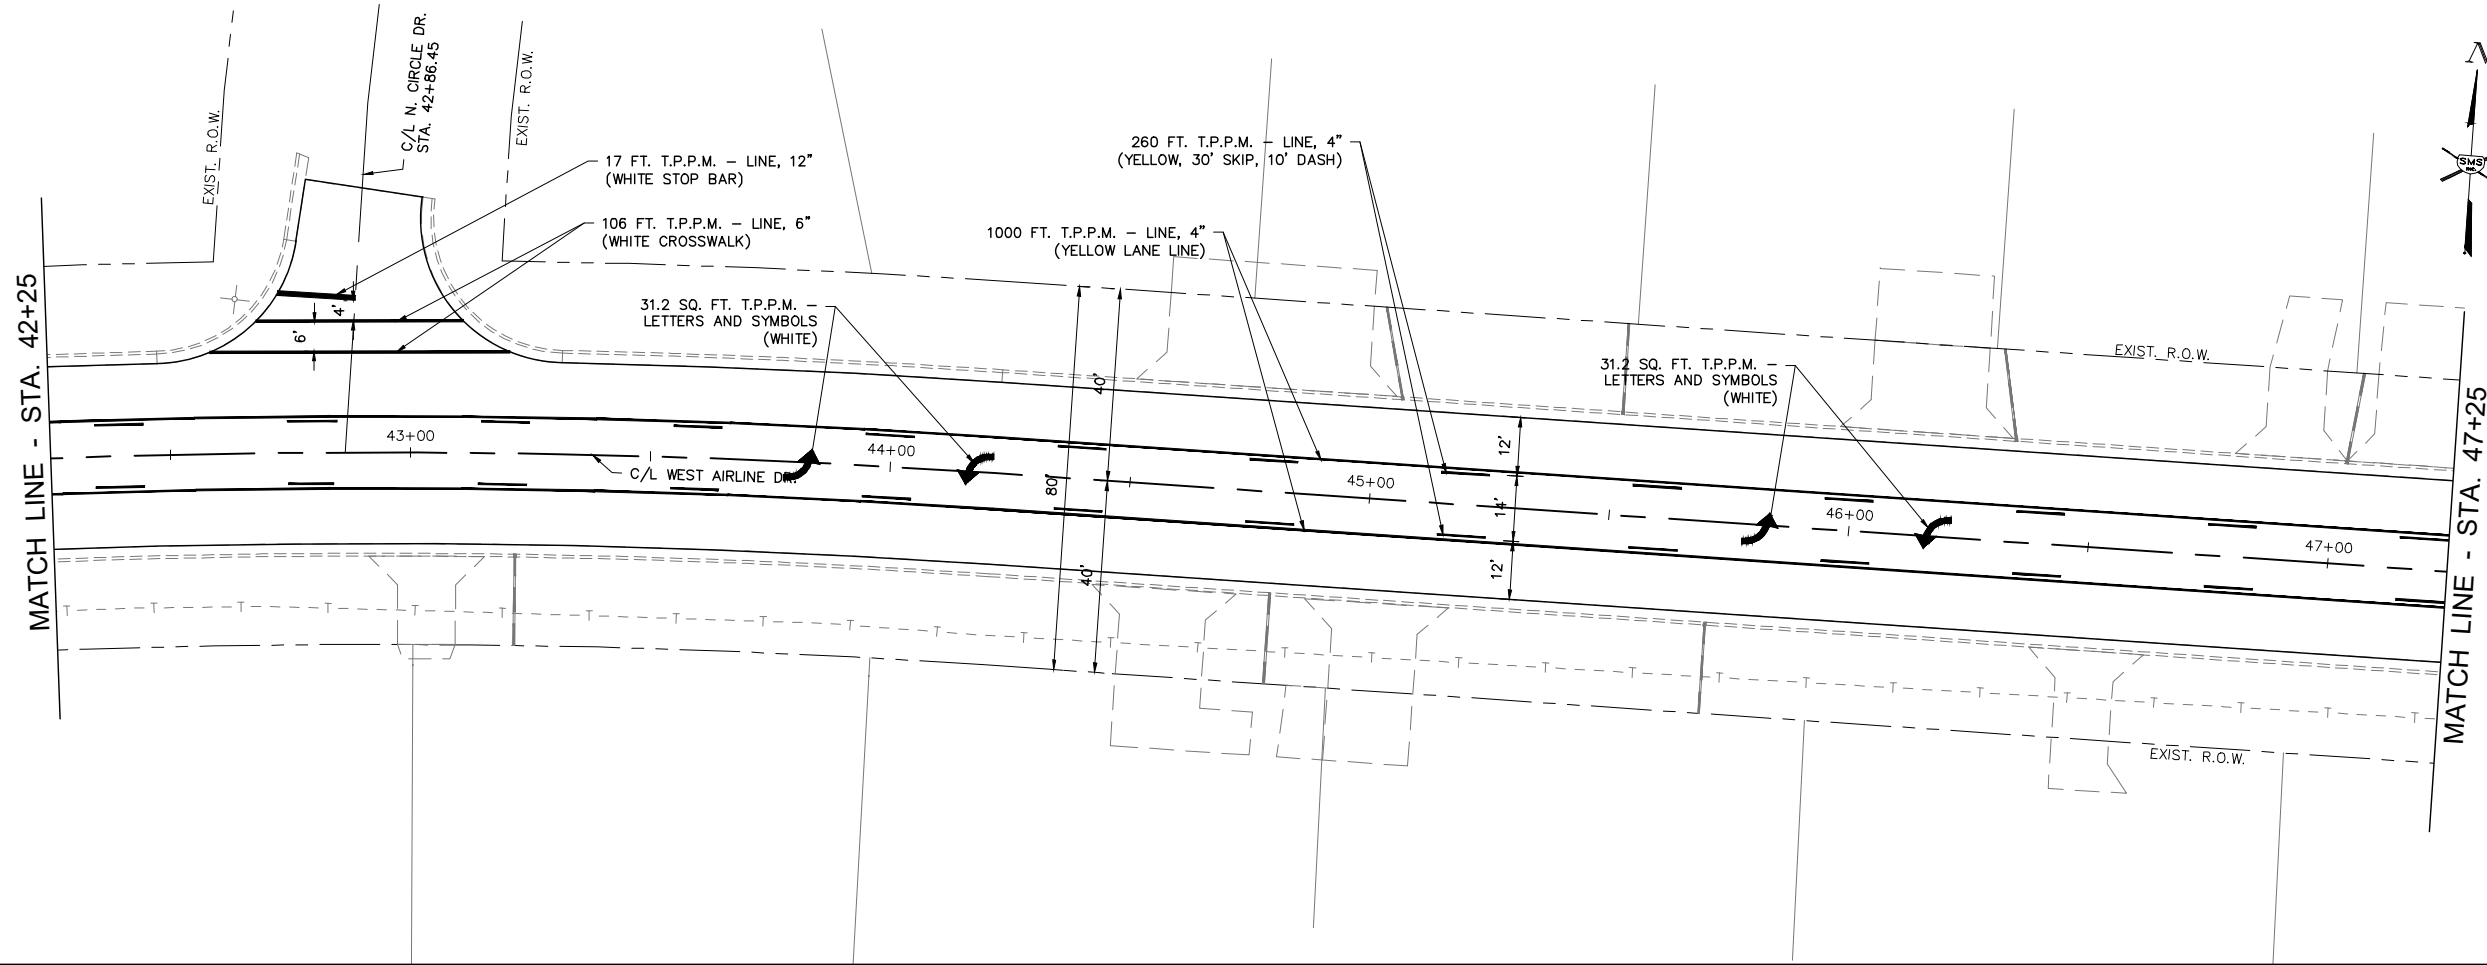 EXIST. R.O.W.
C/L N. CIRCLE DR.
STA. 42+86.45
EXIST. R.O.W.
N
SMS
INC.
17 FT. T.P.P.M. – LINE, 12”
(WHITE STOP BAR)
106 FT. T.P.P.M. – LINE, 6”
(WHITE CROSSWALK)
260 FT. T.P.P.M. – LINE, 4”
(YELLOW, 30’ SKIP, 10’ DASH)
1000 FT. T.P.P.M. – LINE, 4”
(YELLOW LANE LINE)
31.2 SQ. FT. T.P.P.M. –
LETTERS AND SYMBOLS
(WHITE)
31.2 SQ. FT. T.P.P.M. –
LETTERS AND SYMBOLS
(WHITE)
EXIST. R.O.W.
4’
6’
40’
80’
40’
12’
14’
12’
43+00
44+00
45+00
46+00
47+00
C/L WEST AIRLINE DR.
MATCH LINE - STA. 42+25
MATCH LINE - STA. 47+25
EXIST. R.O.W.